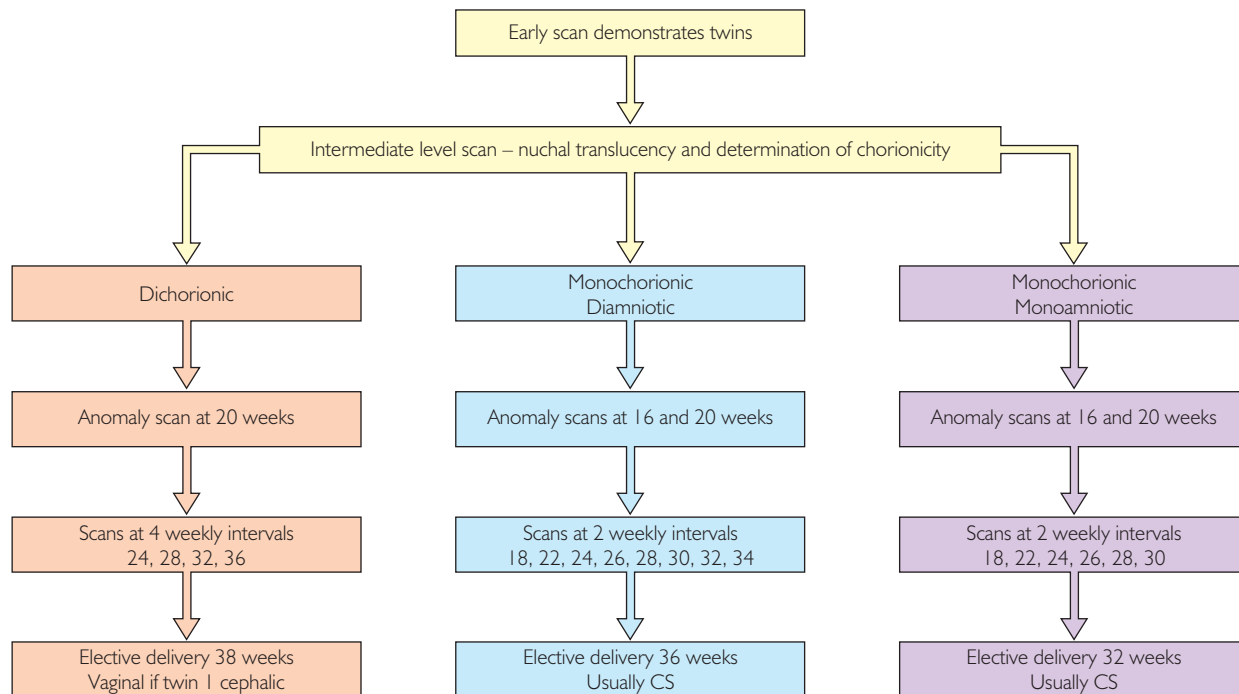 Early scan demonstrates twins
Intermediate level scan – nuchal translucency and determination of chorionicity
Dichorionic
Monochorionic
Diamniotic
Monochorionic
Monoamniotic
Anomaly scan at 20 weeks
Anomaly scans at 16 and 20 weeks
Anomaly scans at 16 and 20 weeks
Scans at 4 weekly intervals
24, 28, 32, 36
Scans at 2 weekly intervals
18, 22, 24, 26, 28, 30, 32, 34
Scans at 2 weekly intervals
18, 22, 24, 26, 28, 30
Elective delivery 38 weeks
Vaginal if twin 1 cephalic
Elective delivery 36 weeks
Usually CS
Elective delivery 32 weeks
Usually CS